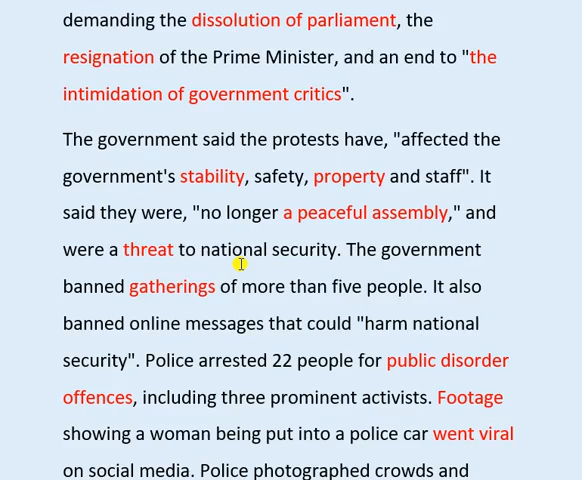 demanding the dissolution of parliament, the
resignation of the Prime Minister, and an end to "the
intimidation of government critics".
The government said the protests have, "affected the
government's stability, safety, property and staff". It
said they were, "no longer a peaceful assembly," and
were a threat to national security. The government
banned gatherings of more than five people. It also
banned online messages that could "harm national
security". Police arrested 22 people for public disorder
offences, including three prominent activists. Footage
showing a woman being put into a police car went viral
on social media. Police photographed crowds and